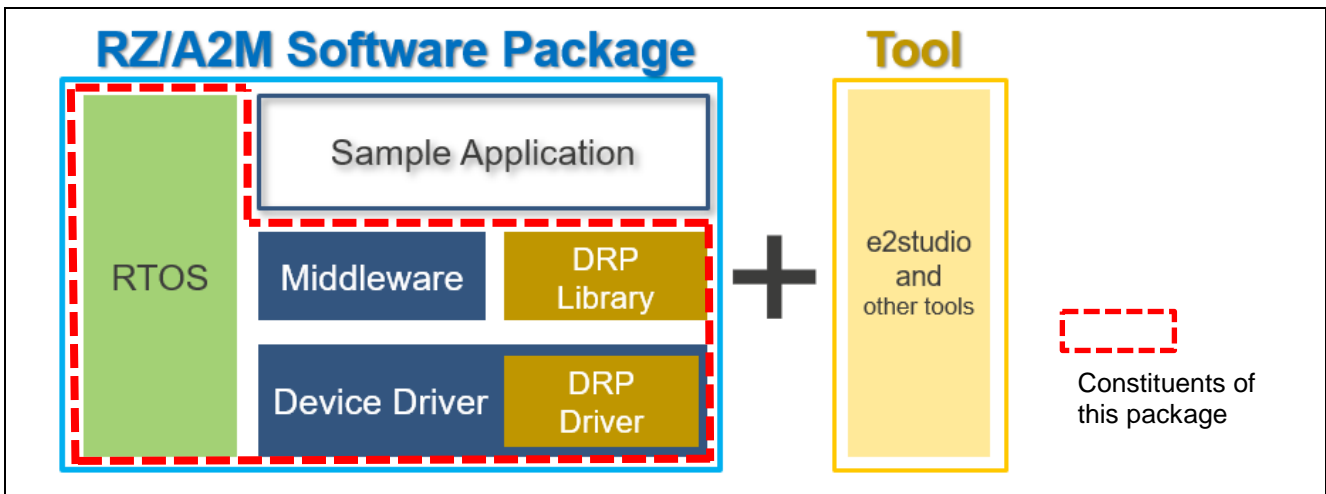 RZ/A2M Software Package
Tool
Sample Application
RTOS
Middleware
DRP
Library
Device Driver
DRP
Driver
e2studio
and
other tools
Constituents of
this package